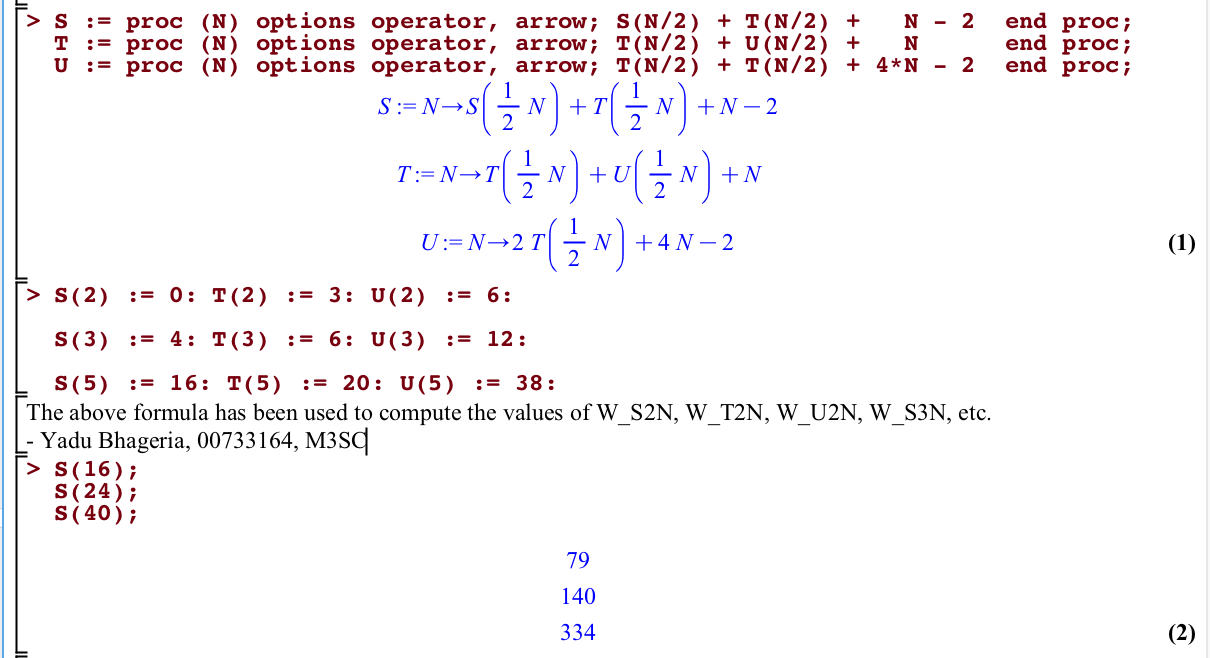 > S := proc (N) options operator, arrow; S(N/2) + T(N/2) +   N - 2  end proc;
T := proc (N) options operator, arrow; T(N/2) + U(N/2) +   N      end proc;
U := proc (N) options operator, arrow; T(N/2) + T(N/2) + 4*N - 2  end proc;
S := N→S(1/2 N) + T(1/2 N) + N − 2
T := N→T(1/2 N) + U(1/2 N) + N
U := N→2 T(1/2 N) + 4 N − 2 (1)
> S(2) := 0: T(2) := 3: U(2) := 6:
S(3) := 4: T(3) := 6: U(3) := 12:
S(5) := 16: T(5) := 20: U(5) := 38:
The above formula has been used to compute the values of W_S2N, W_T2N, W_U2N, W_S3N, etc.
- Yadu Bhageria, 00733164, M3SC
> S(16);
S(24);
S(40);
79
140
334 (2)